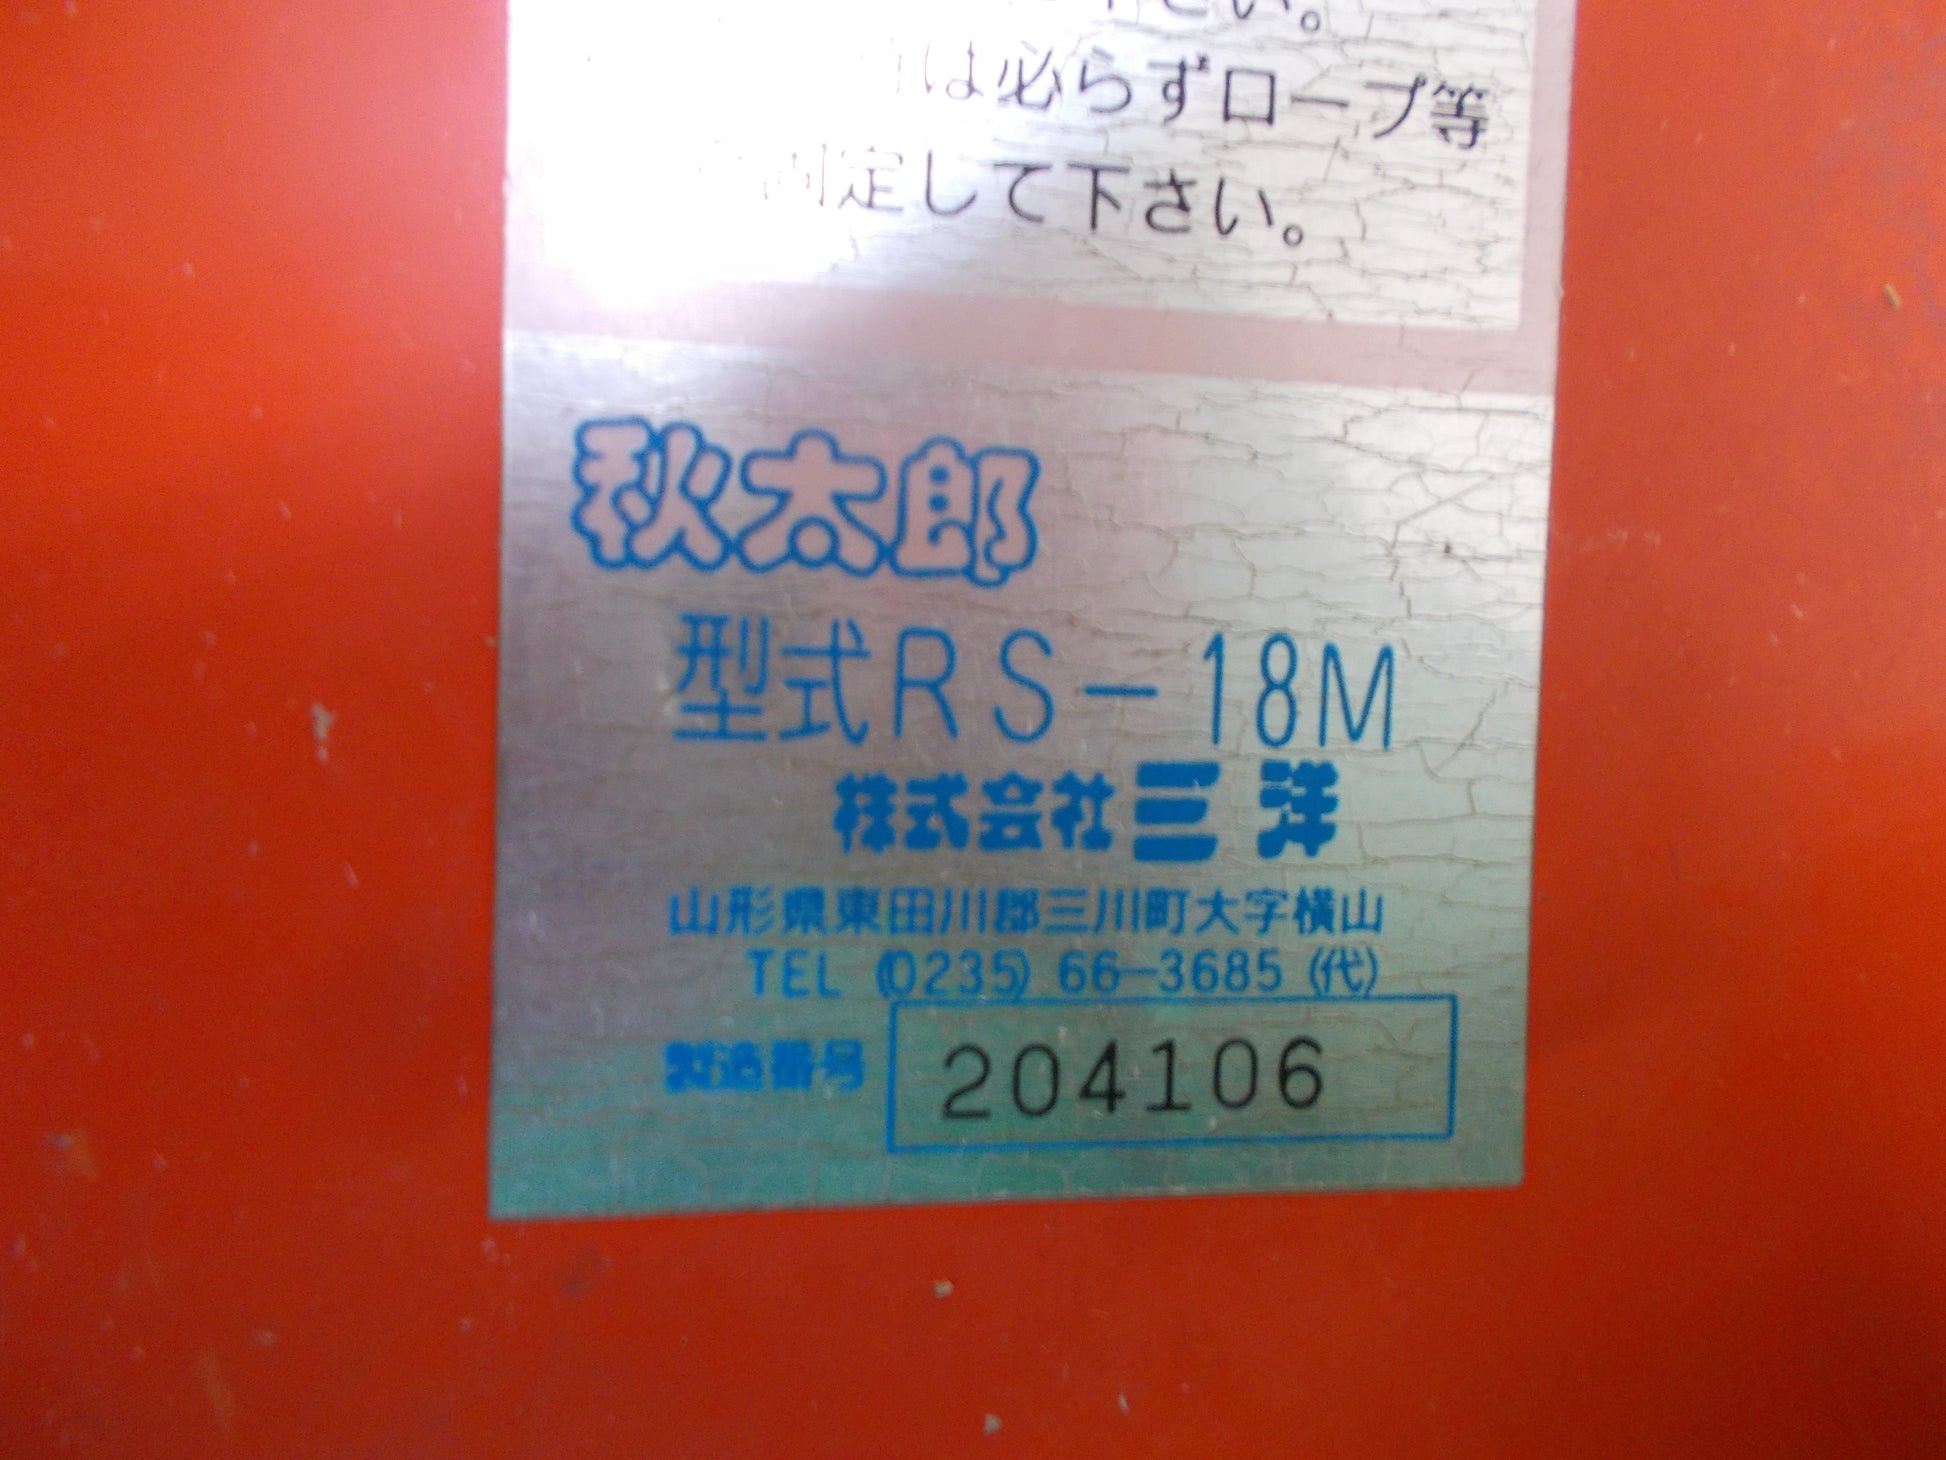 下さい。
は必らずロープ等
固定して下さい。
秋太郎
型式RS-18M
株式会社三洋
山形県東田川郡三川町大字横山
TEL (0235) 66-3685 (代)
製造番号 204106